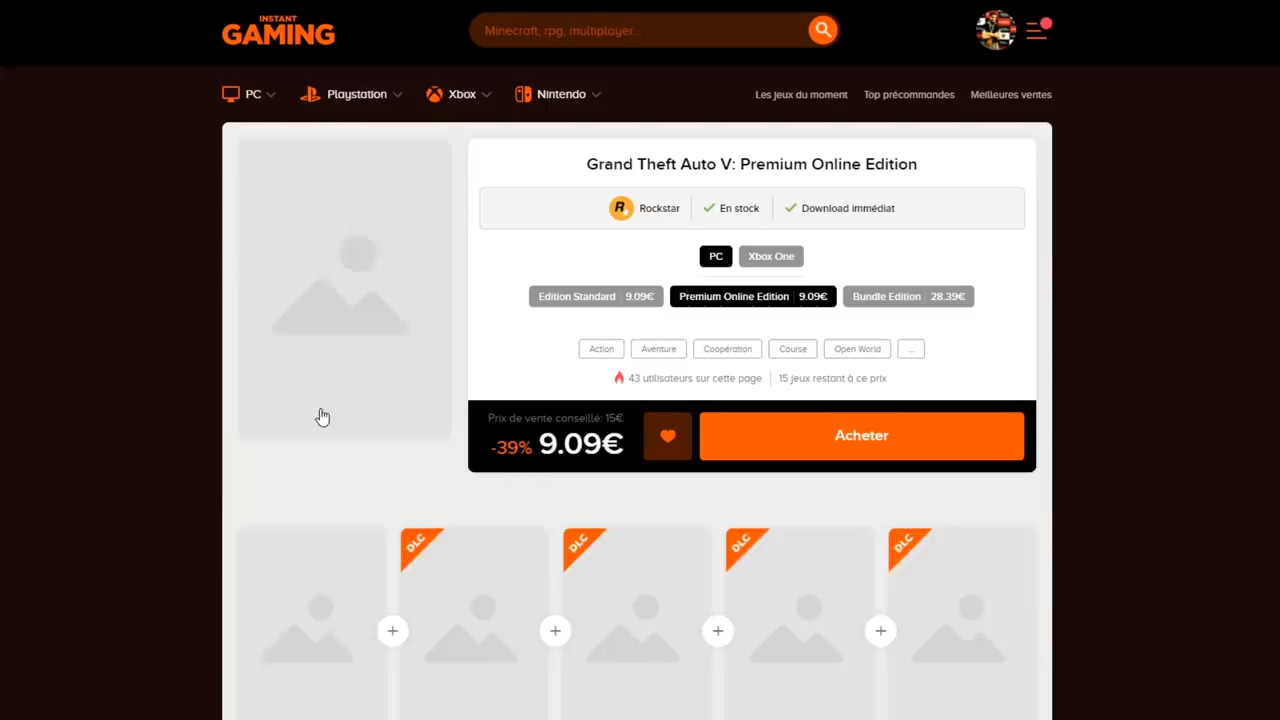 INSTANT
GAMING
Minecraft, rpg, multiplayer...
PC
Playstation
Xbox
Nintendo
Les jeux du moment
Top précommandes
Meilleures ventes
Grand Theft Auto V: Premium Online Edition
R
Rockstar
En stock
Download immédiat
PC
Xbox One
Edition Standard 9.09€
Premium Online Edition 9.09€
Bundle Edition 28.39€
Action
Aventure
Coopération
Course
Open World
...
43 utilisateurs sur cette page
15 jeux restant à ce prix
Prix de vente conseillé: 15€
-39% 9.09€
Acheter
DLC
DLC
DLC
DLC